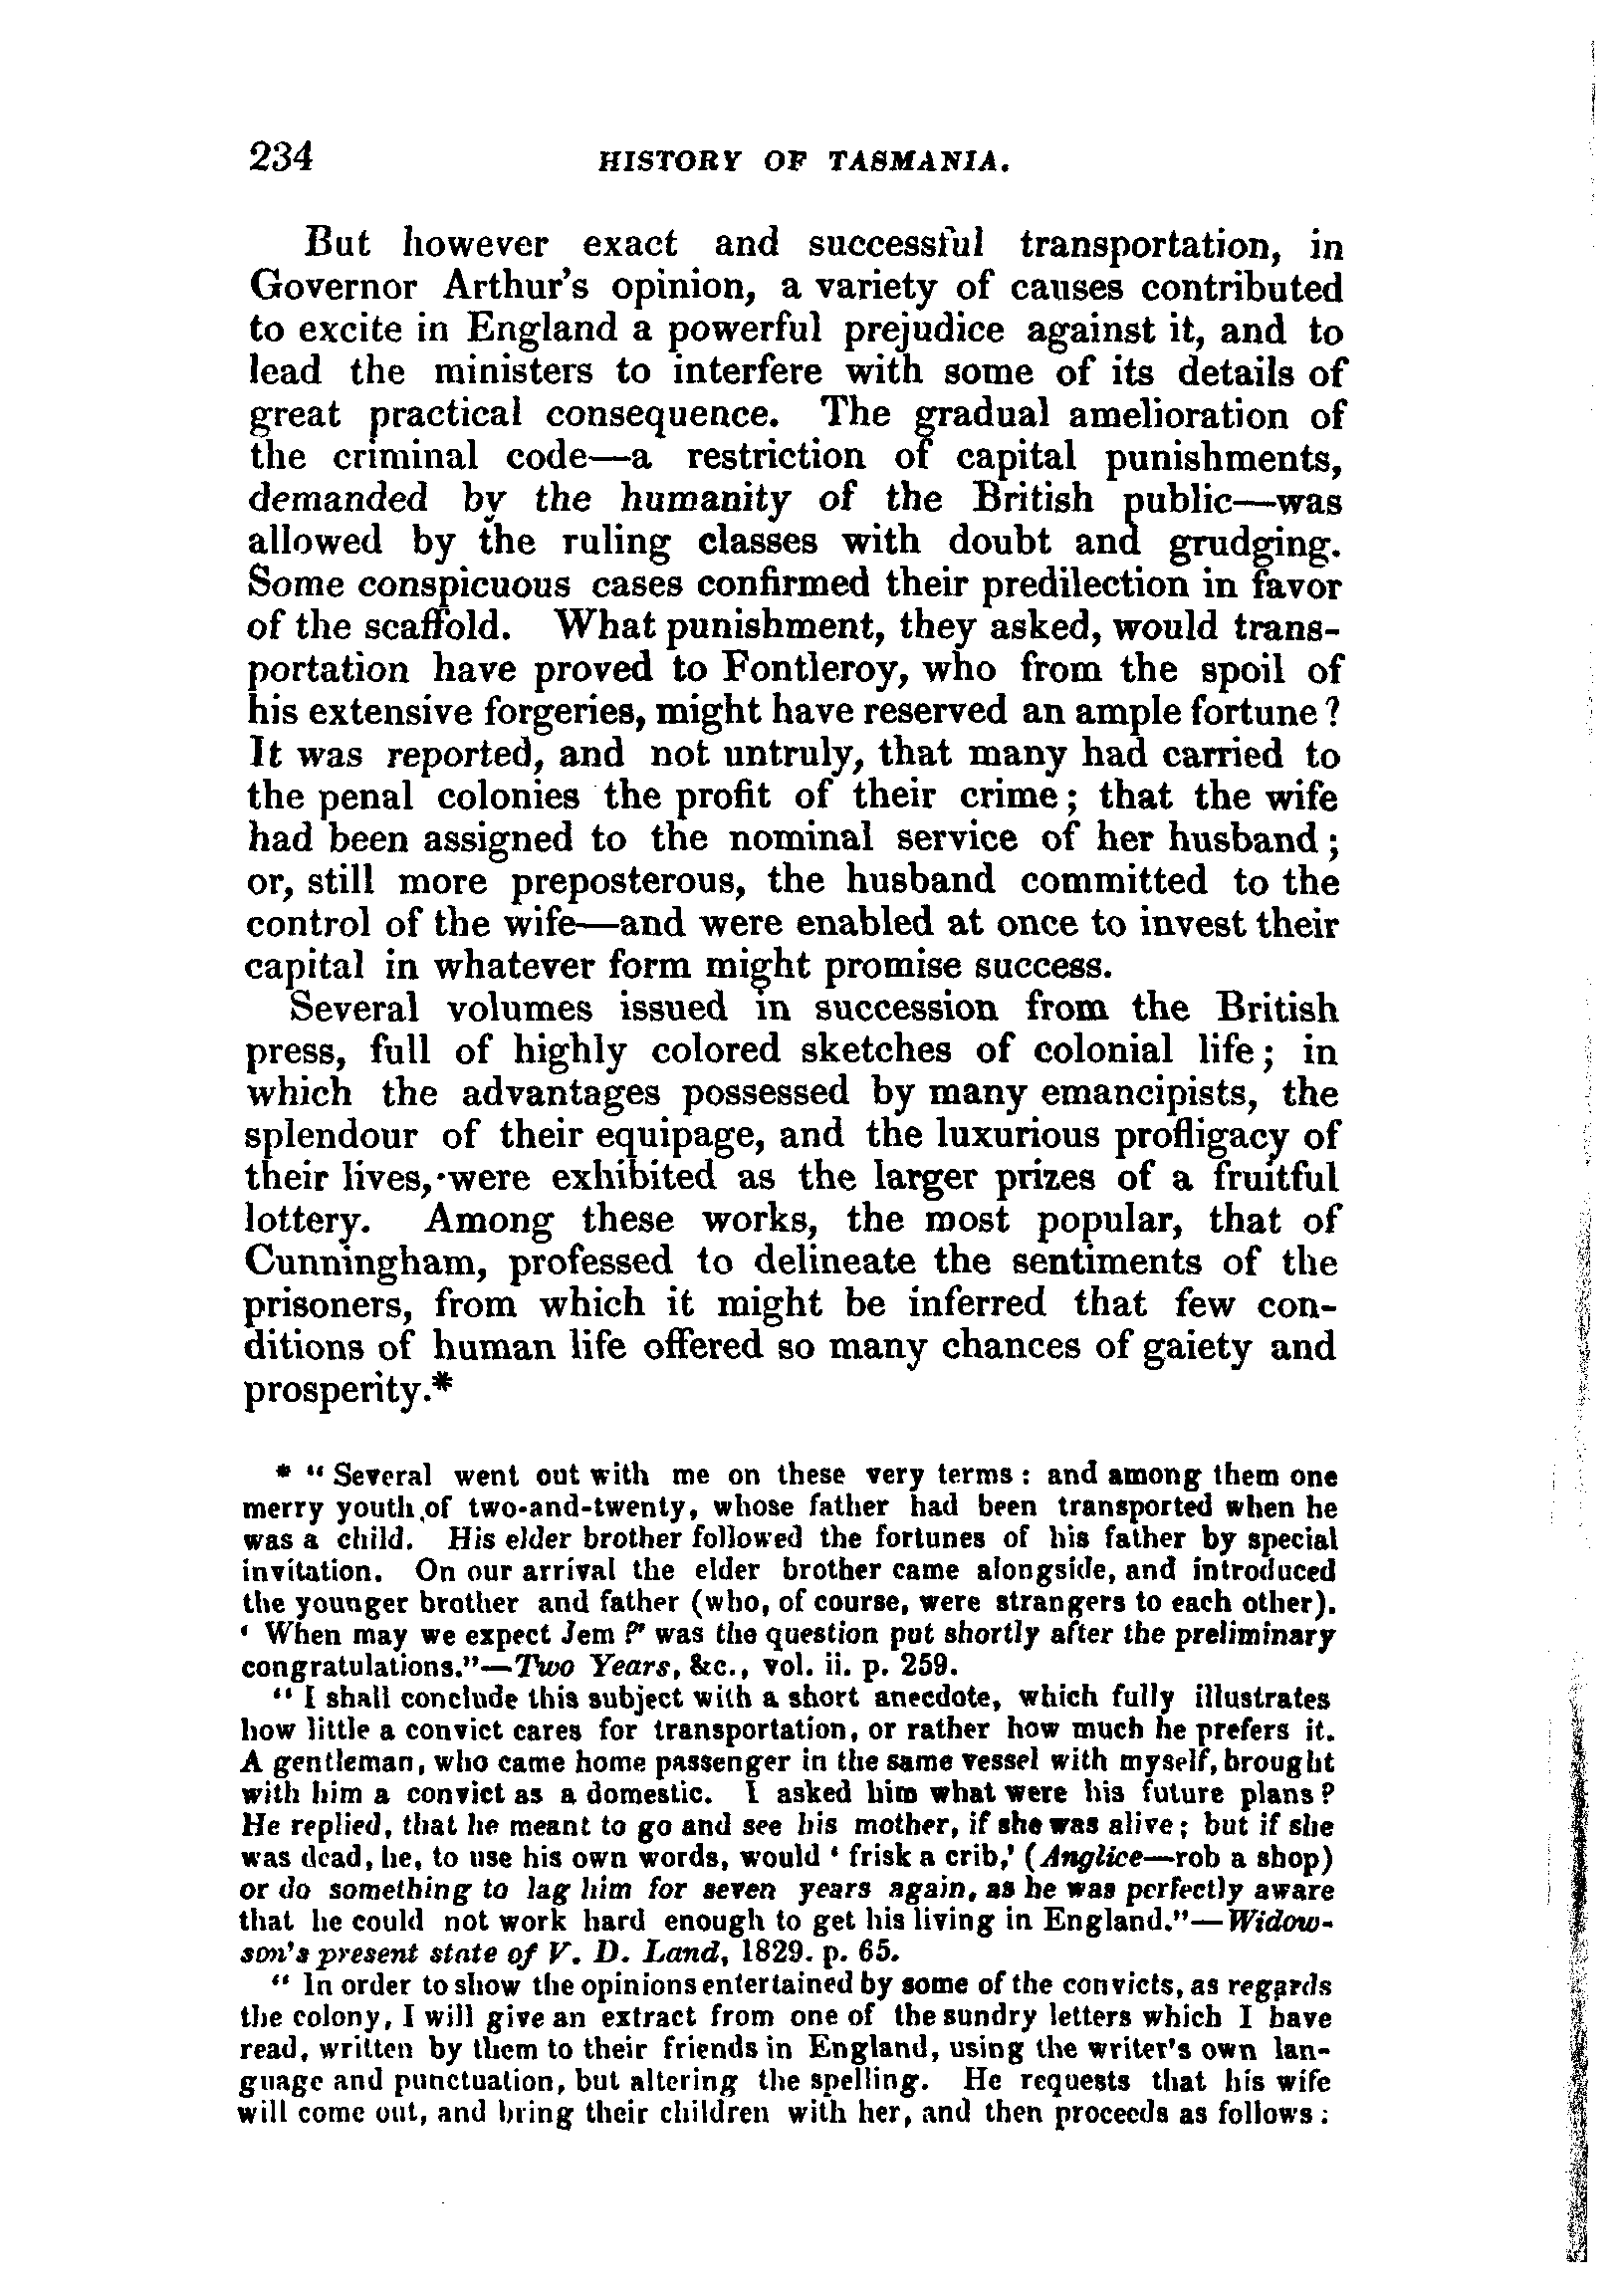 234 HISTORY OF TASMANIA.
But however exact and successful transportation, in
Governor Arthur's opinion, a variety of causes contributed
to excite in England a powerful prejudice against it, and to
lead the ministers to interfere with some of its details of
great practical consequence. The gradual amelioration of
the criminal code—a restriction of capital punishments,
demanded by the humanity of the British public—was
allowed by the ruling classes with doubt and grudging.
Some conspicuous cases confirmed their predilection in favor
of the scaffold. What punishment, they asked, would trans-
portation have proved to Fontleroy, who from the spoil of
his extensive forgeries, might have reserved an ample fortune?
It was reported, and not untruly, that many had carried to
the penal colonies the profit of their crime; that the wife
had been assigned to the nominal service of her husband;
or, still more preposterous, the husband committed to the
control of the wife—and were enabled at once to invest their
capital in whatever form might promise success.
Several volumes issued in succession from the British
press, full of highly colored sketches of colonial life; in
which the advantages possessed by many emancipists, the
splendour of their equipage, and the luxurious profligacy of
their lives, were exhibited as the larger prizes of a fruitful
lottery. Among these works, the most popular, that of
Cunningham, professed to delineate the sentiments of the
prisoners, from which it might be inferred that few con-
ditions of human life offered so many chances of gaiety and
prosperity.*
* "Several went out with me on these very terms: and among them one
merry youth of two-and-twenty, whose father had been transported when he
was a child. His elder brother followed the fortunes of his father by special
invitation. On our arrival the elder brother came alongside, and introduced
the younger brother and father (who, of course, were strangers to each other).
'When may we expect Jem?' was the question put shortly after the preliminary
congratulations."—Two Years, &c., vol. ii. p. 259.
"I shall conclude this subject with a short anecdote, which fully illustrates
how little a convict cares for transportation, or rather how much he prefers it.
A gentleman, who came home passenger in the same vessel with myself, brought
with him a convict as a domestic. I asked him what were his future plans?
He replied, that he meant to go and see his mother, if she was alive; but if she
was dead, he, to use his own words, would 'frisk a crib,' (Anglice—rob a shop)
or do something to lag him for seven years again, as he was perfectly aware
that he could not work hard enough to get his living in England."—Widow-
son's present state of V. D. Land, 1829. p. 65.
"In order to show the opinions entertained by some of the convicts, as regards
the colony, I will give an extract from one of the sundry letters which I have
read, written by them to their friends in England, using the writer's own lan-
guage and punctuation, but altering the spelling. He requests that his wife
will come out, and bring their children with her, and then proceeds as follows: